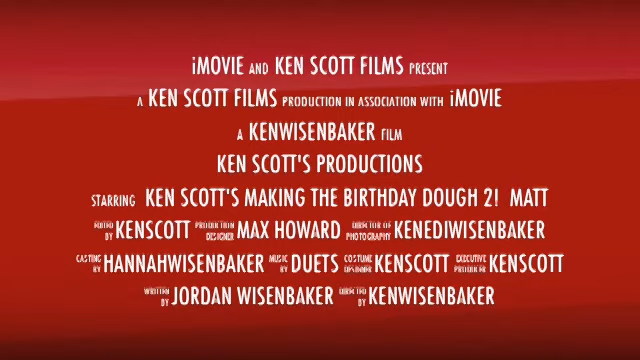 iMOVIE AND KEN SCOTT FILMS PRESENT
A KEN SCOTT FILMS PRODUCTION IN ASSOCIATION WITH iMOVIE
A KENWISENBAKER FILM
KEN SCOTT'S PRODUCTIONS
STARRING KEN SCOTT'S MAKING THE BIRTHDAY DOUGH 2! MATT
EDITED BY KENSCOTT PRODUCTION DESIGNER MAX HOWARD DIRECTOR OF PHOTOGRAPHY KENEDIWISENBAKER
CASTING BY HANNAHWISENBAKER MUSIC BY DUETS COSTUME DESIGNER KENSCOTT EXECUTIVE PRODUCER KENSCOTT
WRITTEN BY JORDAN WISENBAKER DIRECTED BY KENWISENBAKER